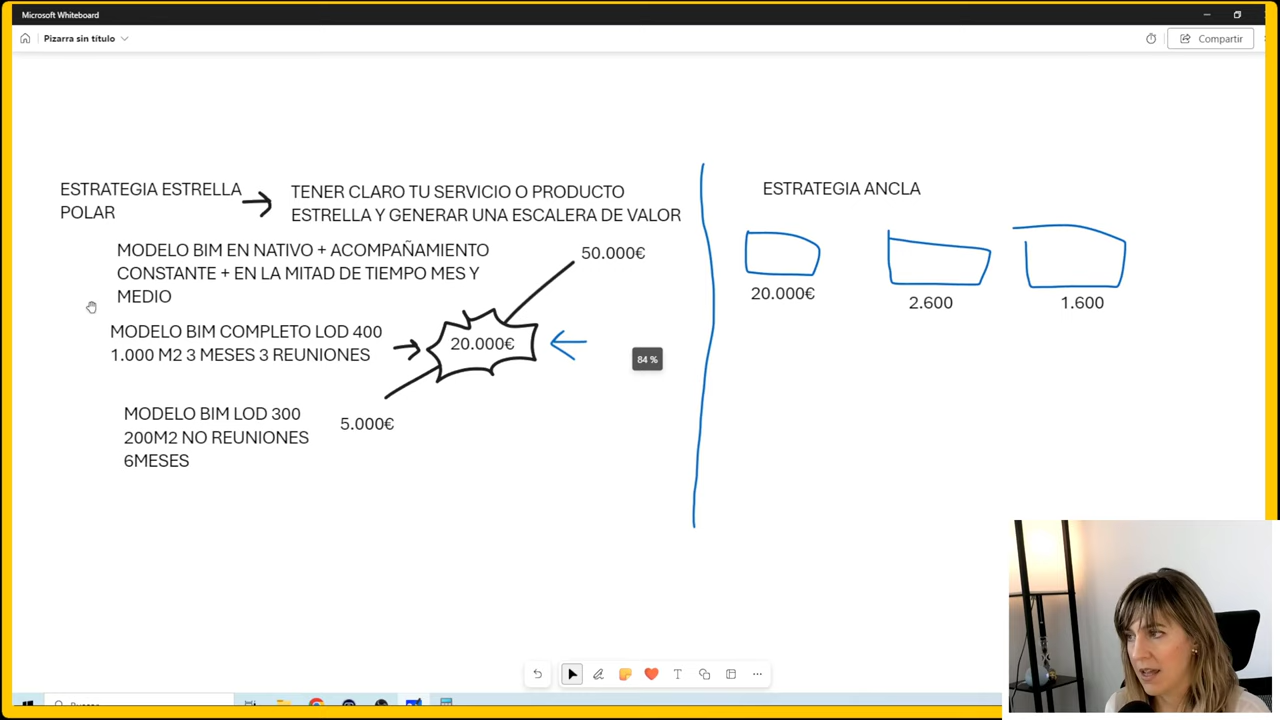 Microsoft Whiteboard
Pizarra sin título
Compartir
ESTRATEGIA ESTRELLA
POLAR
TENER CLARO TU SERVICIO O PRODUCTO
ESTRELLA Y GENERAR UNA ESCALERA DE VALOR
MODELO BIM EN NATIVO + ACOMPAÑAMIENTO
CONSTANTE + EN LA MITAD DE TIEMPO MES Y
MEDIO
50.000€
MODELO BIM COMPLETO LOD 400
1.000 M2 3 MESES 3 REUNIONES
20.000€
MODELO BIM LOD 300
200M2 NO REUNIONES
6MESES
5.000€
84 %
ESTRATEGIA ANCLA
20.000€
2.600
1.600